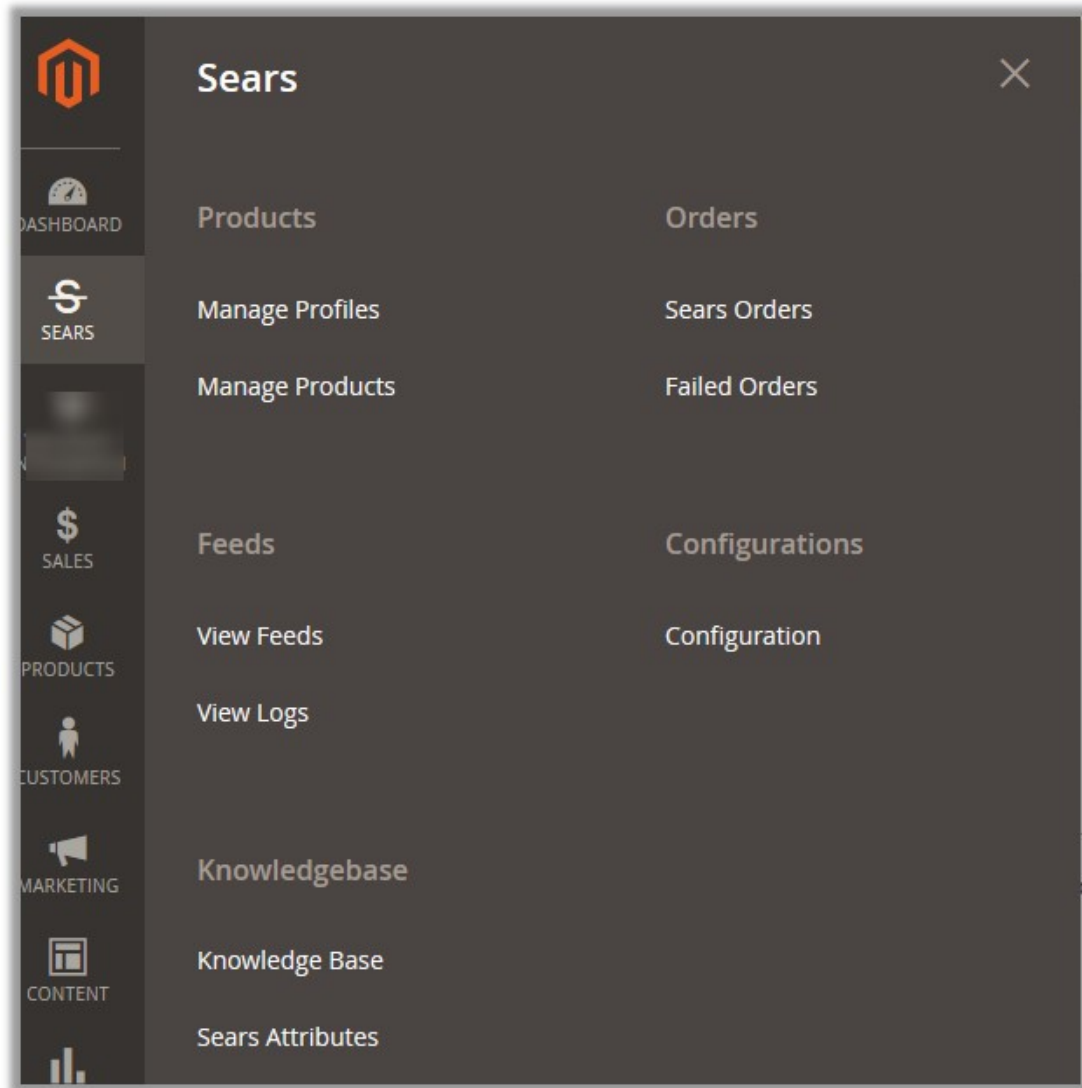 Sears
DASHBOARD
SEARS
SALES
PRODUCTS
CUSTOMERS
MARKETING
CONTENT
Products
Manage Profiles
Manage Products
Orders
Sears Orders
Failed Orders
Feeds
View Feeds
View Logs
Configurations
Configuration
Knowledgebase
Knowledge Base
Sears Attributes